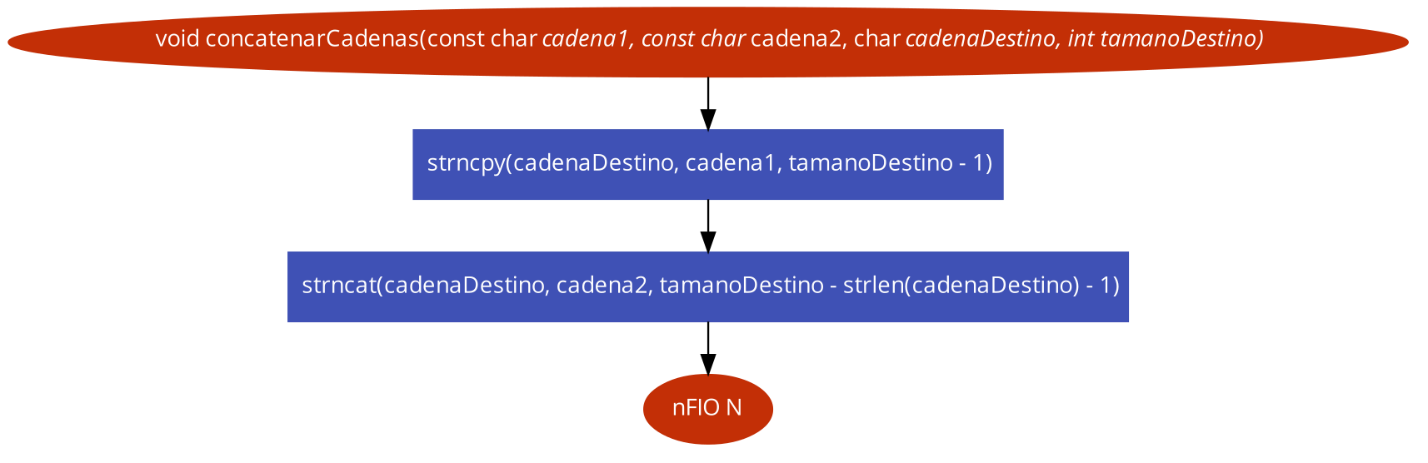 void concatenarCadenas(const char cadena1, const char cadena2, char cadenaDestino, int tamanoDestino)
strncpy(cadenaDestino, cadena1, tamanoDestino - 1)
strncat(cadenaDestino, cadena2, tamanoDestino - strlen(cadenaDestino) - 1)
nFIO N